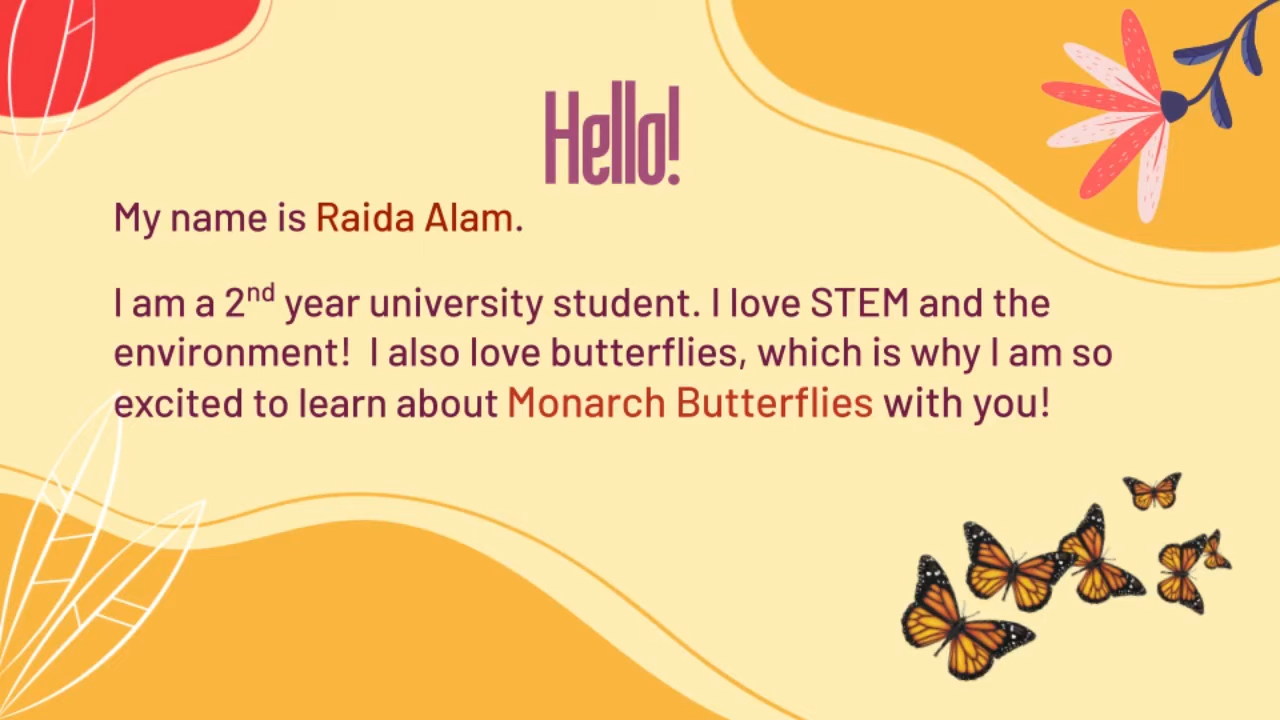 Hello!
My name is Raida Alam.
I am a 2nd year university student. I love STEM and the
environment!  I also love butterflies, which is why I am so
excited to learn about Monarch Butterflies with you!